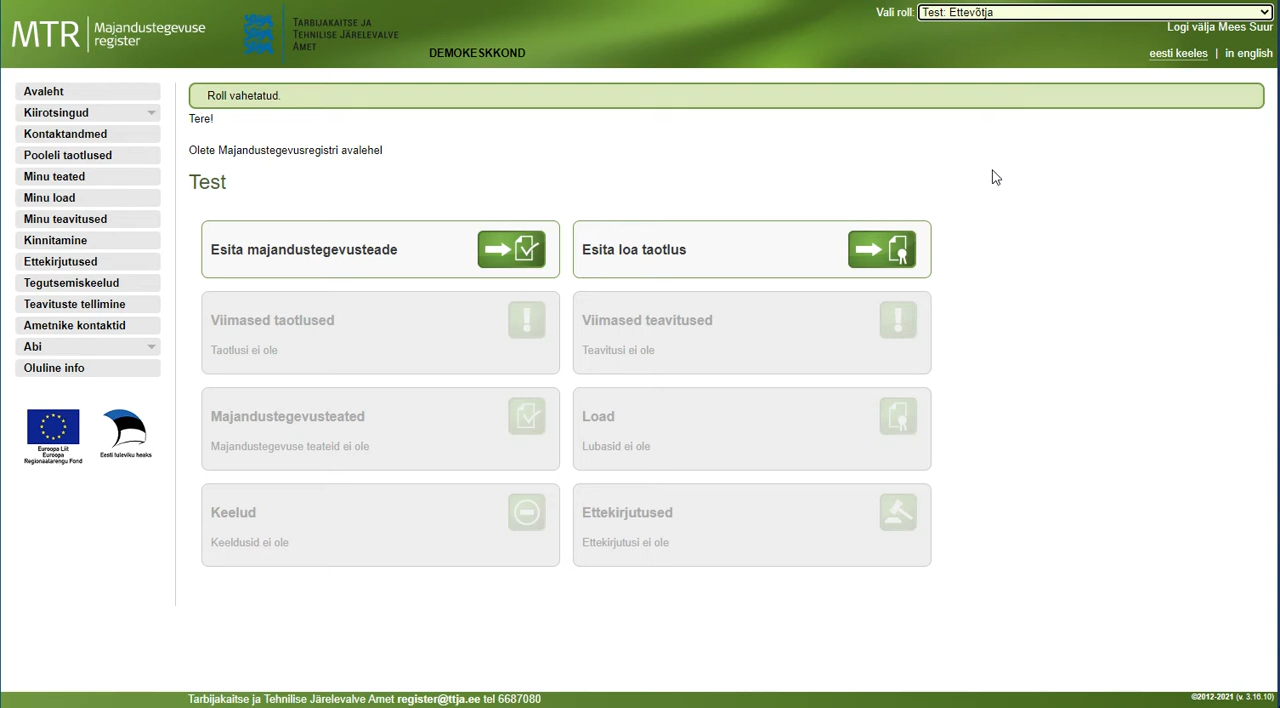 MTR
Majandustegevuse
register
TARBIJAKAITSE JA
TEHNILISE JÄRELEVALVE
AMET
DEMOKESKKOND
Vali roll: Test: Ettevõtja
Logi välja Mees Suur
eesti keeles | in english
Avaleht
Kiirotsingud
Kontaktandmed
Pooleli taotlused
Minu teated
Minu load
Minu teavitused
Kinnitamine
Ettekirjutused
Tegutsemiskeelud
Teavituste tellimine
Ametnike kontaktid
Abi
Oluline info
Euroopa Liit
Euroopa
Regionaalarengu Fond
Eesti tuleviku heaks
Roll vahetatud.
Tere!
Olete Majandustegevusregistri avalehel
Test
Esita majandustegevusteade
Esita loa taotlus
Viimased taotlused
Taotlusi ei ole
Viimased teavitused
Teavitusi ei ole
Majandustegevusteated
Majandustegevuse teateid ei ole
Load
Lubasid ei ole
Keelud
Keeldusid ei ole
Ettekirjutused
Ettekirjutusi ei ole
Tarbijakaitse ja Tehnilise Järelevalve Amet register@ttja.ee tel 6687080
©2012-2021 (v. 3.16.10)